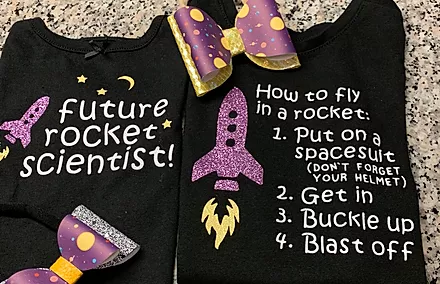 future
rocket
scientist!
How to fly
in a rocket:
1. Put on a
spacesuit
(DON'T FORGET
YOUR HELMET)
2. Get in
3. Buckle up
4. Blast off